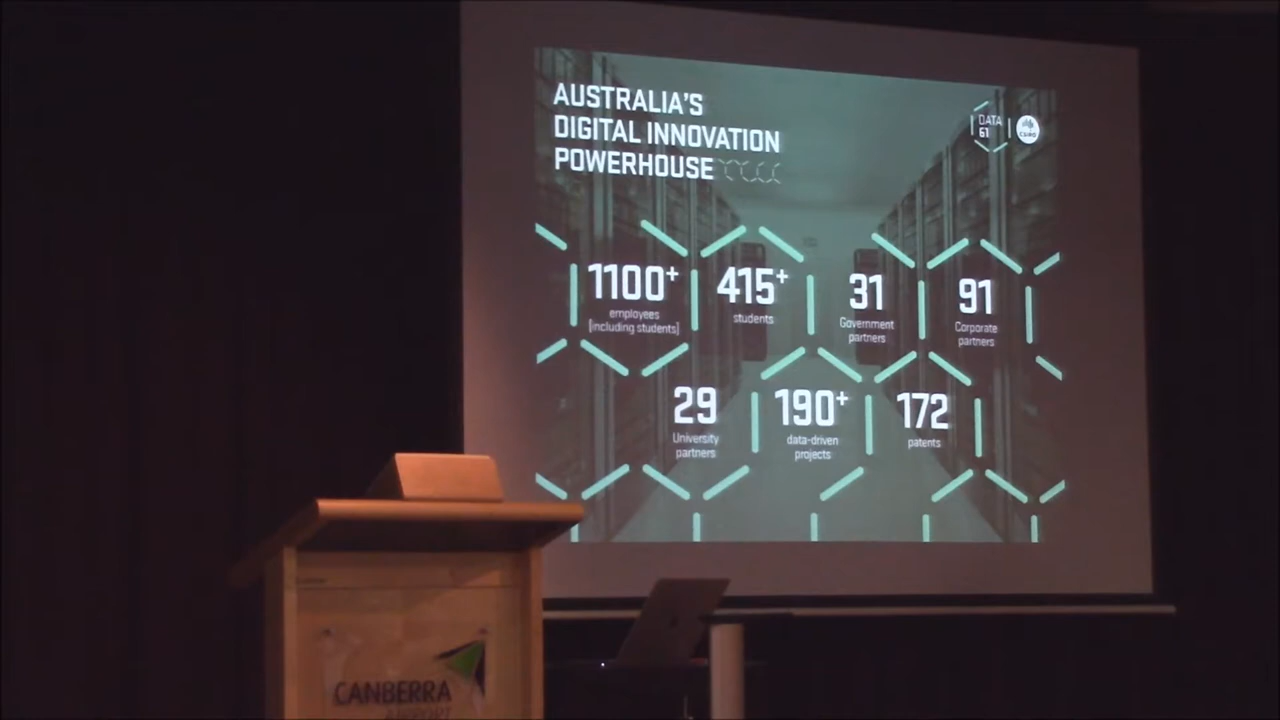 AUSTRALIA'S
DIGITAL INNOVATION
POWERHOUSE
DATA
61
CSIRO
1100+
employees
[including students]
415+
students
31
Government
partners
91
Corporate
partners
29
University
partners
190+
data-driven
projects
172
patents
CANBERRA
AIRPORT